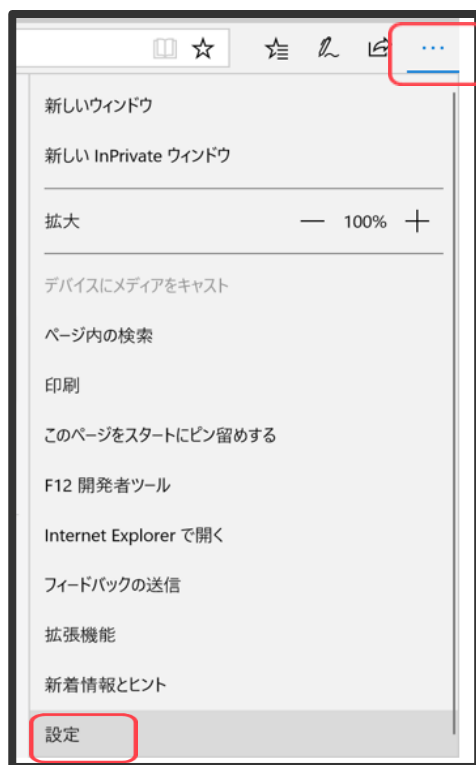 新しいウィンドウ
新しい InPrivate ウィンドウ
拡大 — 100% +
デバイスにメディアをキャスト
ページ内の検索
印刷
このページをスタートにピン留めする
F12 開発者ツール
Internet Explorer で開く
フィードバックの送信
拡張機能
新着情報とヒント
設定